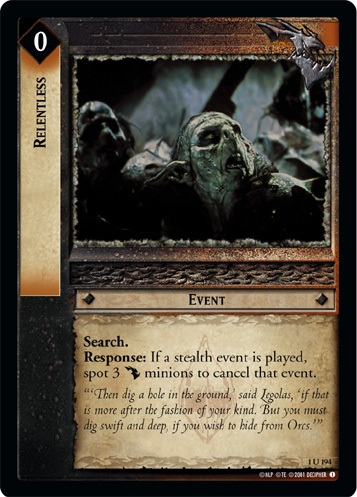 0
RELENTLESS
EVENT
Search.
Response: If a stealth event is played,
spot 3 minions to cancel that event.
“‘Then dig a hole in the ground,’ said Legolas, ‘if that
is more after the fashion of your kind. But you must
dig swift and deep, if you wish to hide from Orcs.’”
1 U 194
©NLP ™TE ©2001 DECIPHER 1